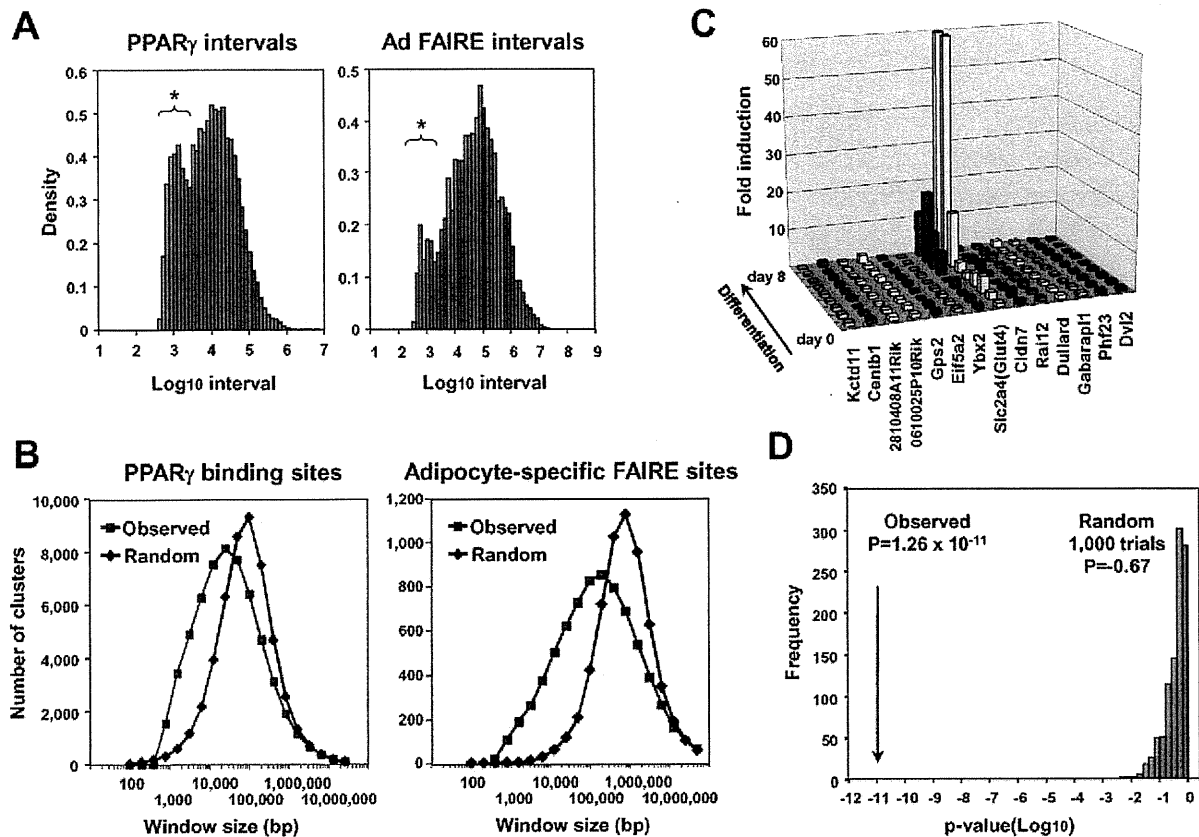 A
PPARγ intervals
Ad FAIRE intervals
*
*
0.6
0.5
0.4
0.3
0.2
0.1
0
0.5
0.4
0.3
0.2
0.1
0
Density
1 2 3 4 5 6 7
1 2 3 4 5 6 7 8 9
Log10 interval
Log10 interval
B
PPARγ binding sites
Adipocyte-specific FAIRE sites
10,000
8,000
6,000
4,000
2,000
0
1,200
1,000
800
600
400
200
0
Observed
Random
Observed
Random
Number of clusters
100 10,000 1,000,000
1,000 100,000 10,000,000
100 10,000 1,000,000
1,000 100,000 10,000,000
Window size (bp)
Window size (bp)
C
60
50
40
30
20
10
Fold induction
day 8
Differentiation
day 0
Kctd11
Centb1
2810408A11Rik
0610025P10Rik
Gps2
Eif5a2
Ybx2
Slc2a4(Glut4)
Cldn7
Rai12
Dullard
Gabarapl1
Phf23
Dvl2
D
350
300
250
200
150
100
50
0
Frequency
Observed
P=1.26 x 10-11
Random
1,000 trials
P=-0.67
-12 -11 -10 -9 -8 -7 -6 -5 -4 -3 -2 -1 0
p-value(Log10)